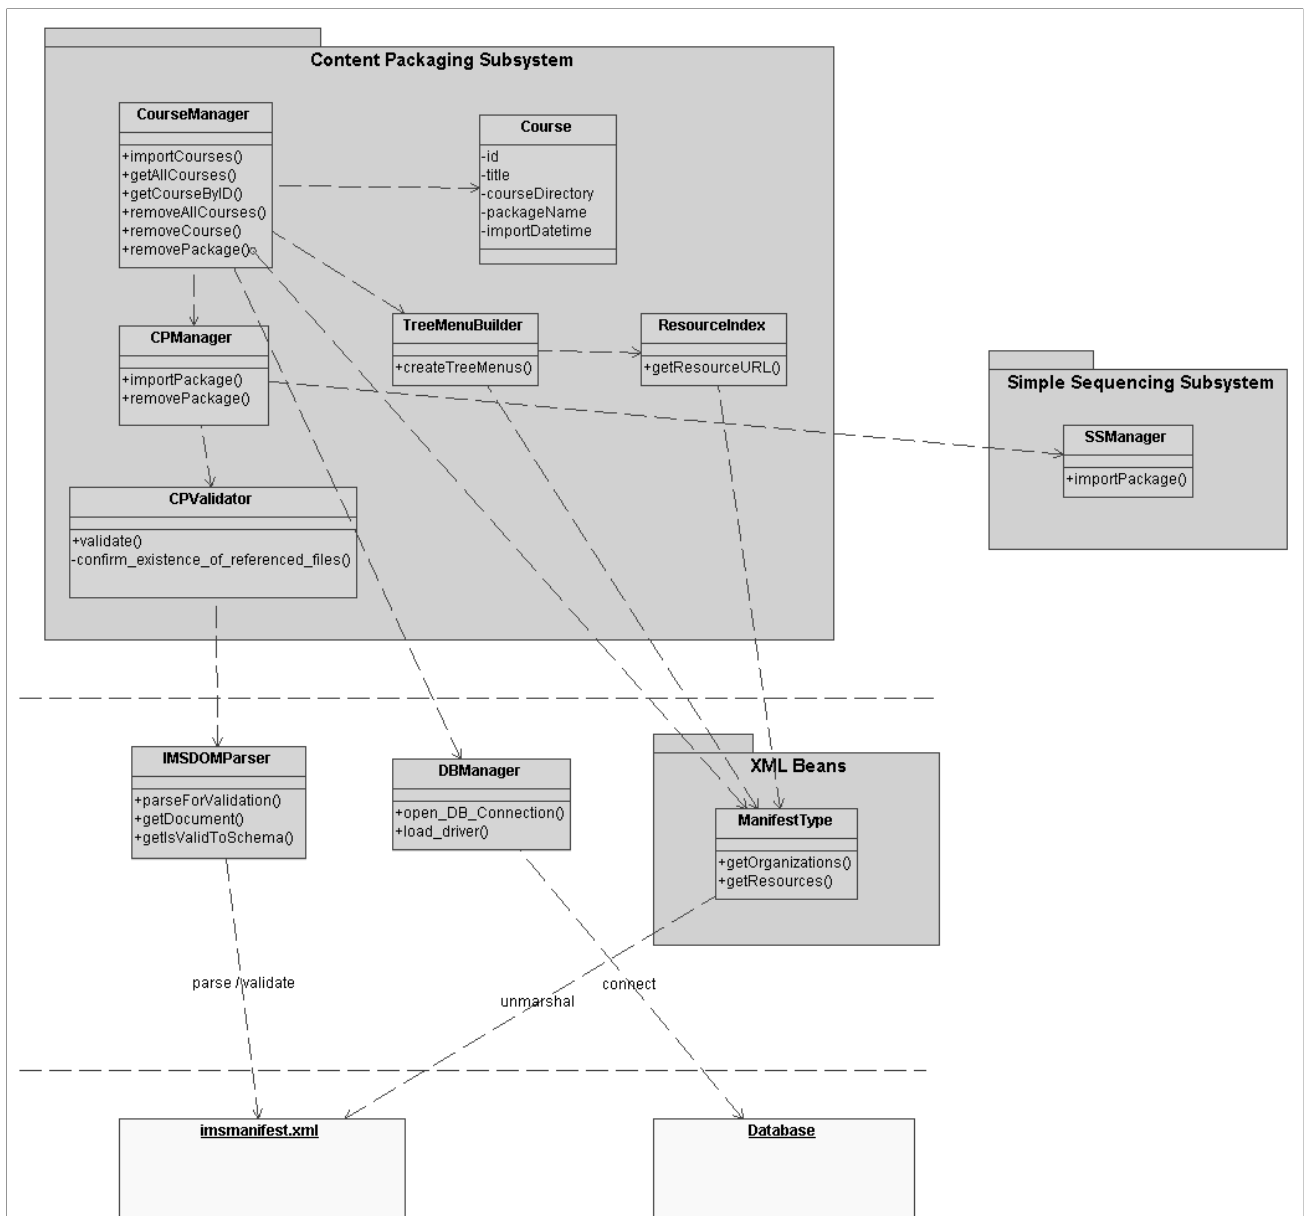 Content Packaging Subsystem
CourseManager
+importCourses()
+getAllCourses()
+getCourseByID()
+removeAllCourses()
+removeCourse()
+removePackage()
Course
-id
-title
-courseDirectory
-packageName
-importDatetime
CPManager
+importPackage()
+removePackage()
TreeMenuBuilder
+createTreeMenus()
ResourceIndex
+getResourceURL()
Simple Sequencing Subsystem
SSManager
+importPackage()
CPValidator
+validate()
-confirm_existence_of_referenced_files()
IMSDOMParser
+parseForValidation()
+getDocument()
+getIsValidToSchema()
DBManager
+open_DB_Connection()
+load_driver()
XML Beans
ManifestType
+getOrganizations()
+getResources()
parse / validate
unmarshal
connect
imsmanifest.xml
Database